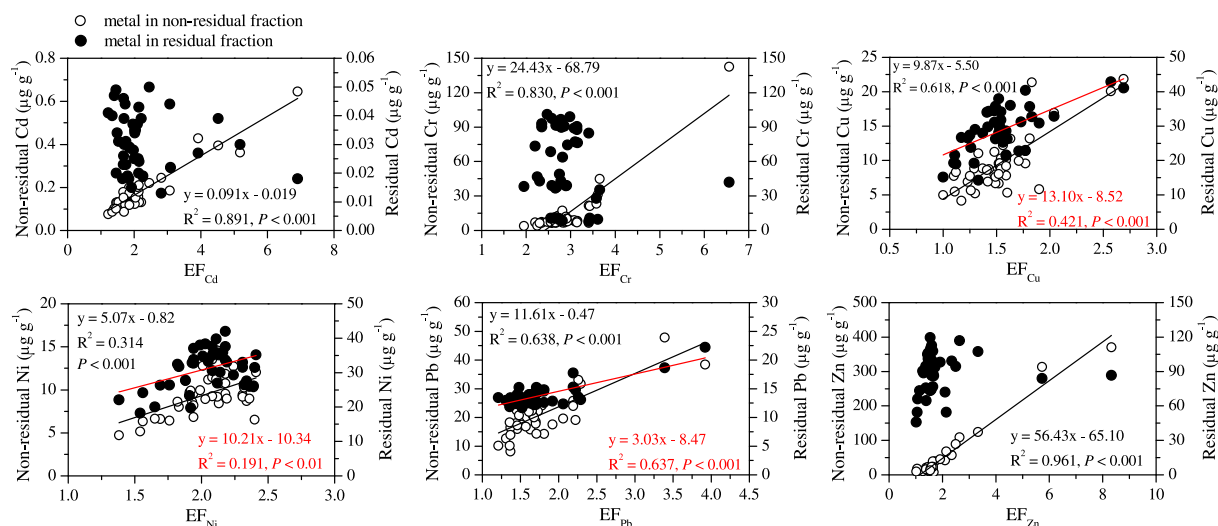 metal in non-residual fraction
metal in residual fraction
Non-residual Cd (μg g⁻¹)
0.8
0.6
0.4
0.2
0.0
y = 0.091x - 0.019
R² = 0.891, P < 0.001
0.06
0.05
0.04
0.03
0.02
0.01
0.00
Residual Cd (μg g⁻¹)
0 2 4 6 8
EF_Cd
Non-residual Cr (μg g⁻¹)
150
120
90
60
30
0
y = 24.43x - 68.79
R² = 0.830, P < 0.001
150
120
90
60
30
0
Residual Cr (μg g⁻¹)
1 2 3 4 5 6 7
EF_Cr
Non-residual Cu (μg g⁻¹)
25
20
15
10
5
0
y = 9.87x - 5.50
R² = 0.618, P < 0.001
13.10x - 8.52
R² = 0.421, P < 0.001
50
40
30
20
10
0
Residual Cu (μg g⁻¹)
0.5 1.0 1.5 2.0 2.5 3.0
EF_Cu
Non-residual Ni (μg g⁻¹)
20
15
10
5
0
y = 5.07x - 0.82
R² = 0.314
P < 0.001
y = 10.21x - 10.34
R² = 0.191, P < 0.01
50
40
30
20
10
0
Residual Ni (μg g⁻¹)
1.0 1.5 2.0 2.5 3.0
EF_Ni
Non-residual Pb (μg g⁻¹)
60
50
40
30
20
10
0
y = 11.61x - 0.47
R² = 0.638, P < 0.001
y = 3.03x - 8.47
R² = 0.637, P < 0.001
30
25
20
15
10
5
0
Residual Pb (μg g⁻¹)
1.0 1.5 2.0 2.5 3.0 3.5 4.0 4.5
EF_Pb
Non-residual Zn (μg g⁻¹)
500
400
300
200
100
0
y = 56.43x - 65.10
R² = 0.961, P < 0.001
150
120
90
60
30
0
Residual Zn (μg g⁻¹)
0 2 4 6 8 10
EF_Zn